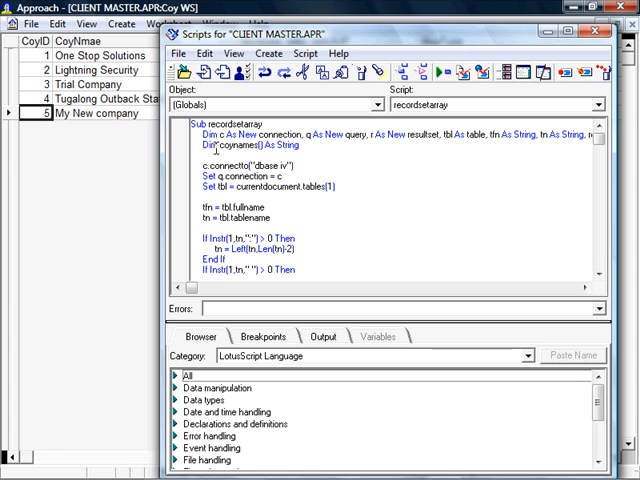 Approach - [CLIENT MASTER.APR:Coy WS]
File Edit View Create Worksheet
CoyID CoyNmae
1 One Stop Solutions
2 Lightning Security
3 Trial Company
4 Tugalong Outback Sta
5 My New company
Scripts for "CLIENT MASTER.APR"
File Edit View Create Script Help
Object: Script:
(Globals) recordsetarray
Sub recordsetarray
Dim c As New connection, q As New query, r As New resultset, tbl As table, tfn As String, tn As String, re
Dim coynames() As String
c.connectto("dbase iv")
Set q.connection = c
Set tbl = currentdocument.tables(1)
tfn = tbl.fullname
tn = tbl.tablename
If Instr(1,tn,":") > 0 Then
tn = Left(tn,Len(tn)-2)
End If
If Instr(1,tn," ") > 0 Then
Errors:
Browser Breakpoints Output Variables
Category: LotusScript Language Paste Name
All
Data manipulation
Data types
Date and time handling
Declarations and definitions
Error handling
Event handling
File handling